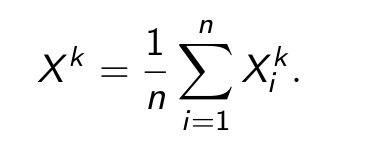 X^k = \frac{1}{n} \sum_{i=1}^{n} X_i^k.